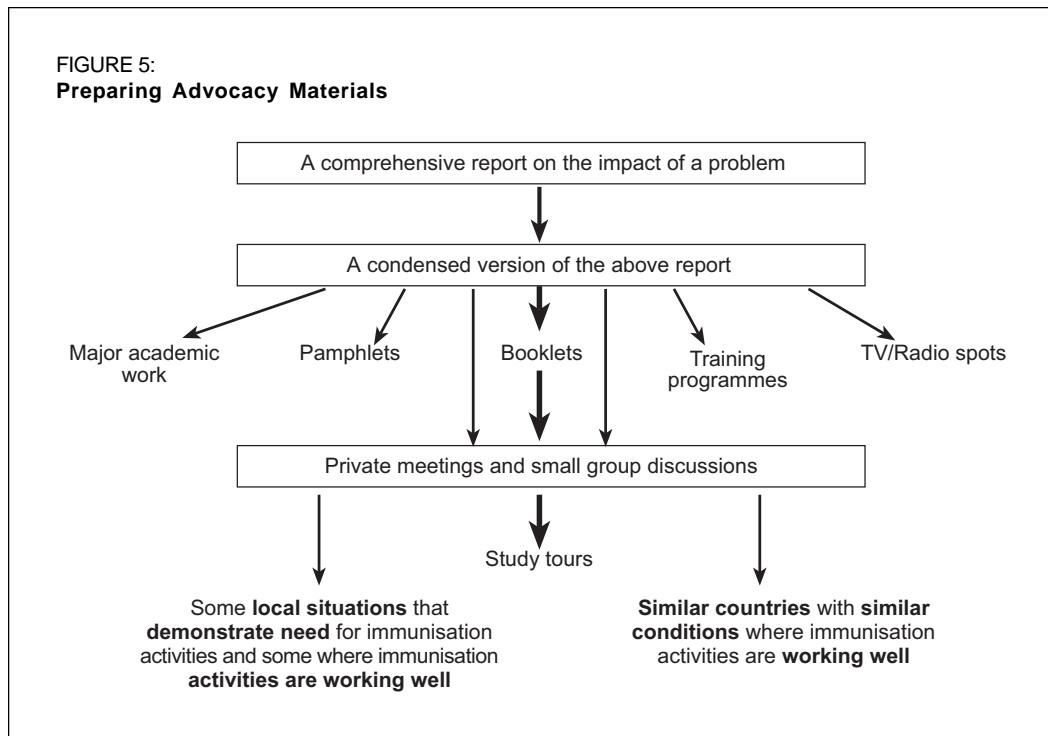 FIGURE 5:
Preparing Advocacy Materials
A comprehensive report on the impact of a problem
A condensed version of the above report
Major academic
work
Pamphlets
Booklets
Training
programmes
TV/Radio spots
Private meetings and small group discussions
Study tours
Some local situations that
demonstrate need for immunisation
activities and some where immunisation
activities are working well
Similar countries with similar
conditions where immunisation
activities are working well